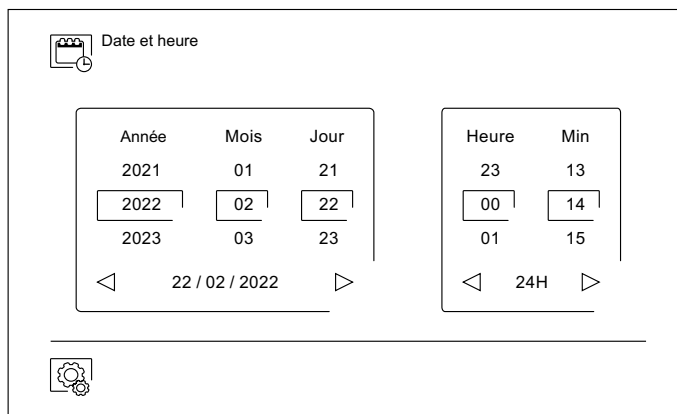 Date et heure
Année Mois Jour Heure Min
2021 01 21 23 13
2022 02 22 00 14
2023 03 23 01 15
22 / 02 / 2022 24H